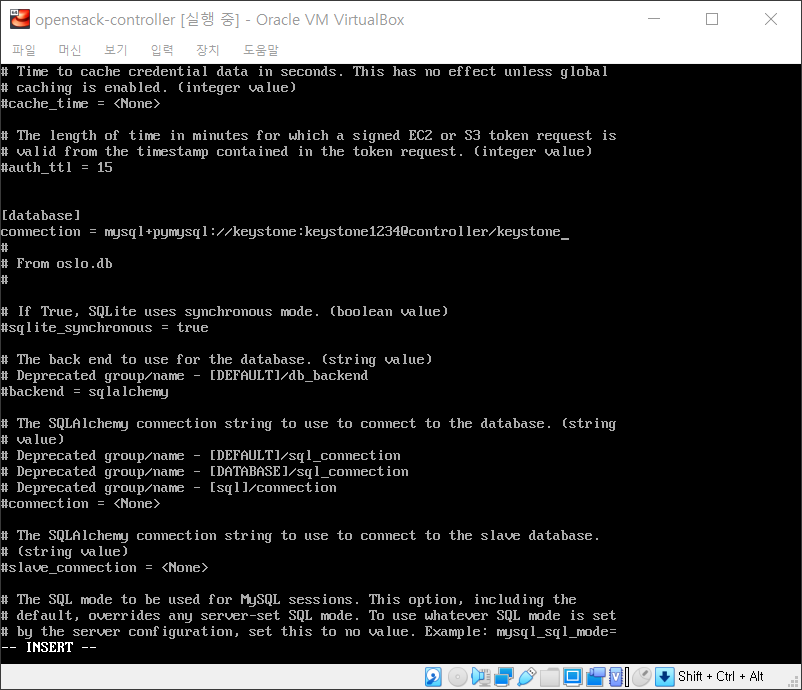 openstack-controller [실행 중] - Oracle VM VirtualBox
파일 머신 보기 입력 장치 도움말
# Time to cache credential data in seconds. This has no effect unless global
# caching is enabled. (integer value)
#cache_time = <None>
# The length of time in minutes for which a signed EC2 or S3 token request is
# valid from the timestamp contained in the token request. (integer value)
#auth_ttl = 15
[database]
connection = mysql+pymysql://keystone:keystone1234@controller/keystone_
#
# From oslo.db
#
# If True, SQLite uses synchronous mode. (boolean value)
#sqlite_synchronous = true
# The back end to use for the database. (string value)
# Deprecated group/name - [DEFAULT]/db_backend
#backend = sqlalchemy
# The SQLAlchemy connection string to use to connect to the database. (string
# value)
# Deprecated group/name - [DEFAULT]/sql_connection
# Deprecated group/name - [DATABASE]/sql_connection
# Deprecated group/name - [sql]/connection
#connection = <None>
# The SQLAlchemy connection string to use to connect to the slave database.
# (string value)
#slave_connection = <None>
# The SQL mode to be used for MySQL sessions. This option, including the
# default, overrides any server-set SQL mode. To use whatever SQL mode is set
# by the server configuration, set this to no value. Example: mysql_sql_mode=
-- INSERT --
Shift + Ctrl + Alt